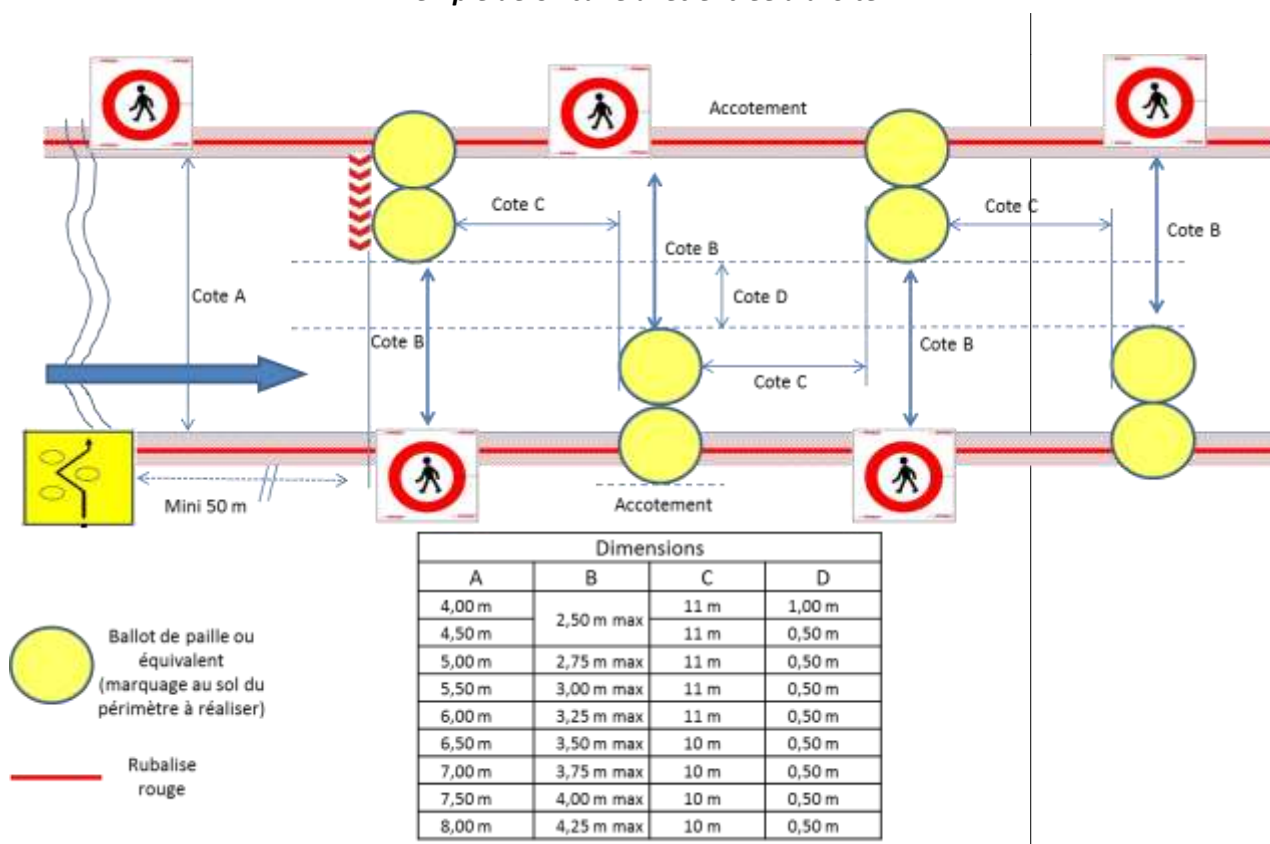 Accotement
Cote C
Cote C
Cote B
Cote B
Cote A
Cote D
Cote B
Cote B
Cote C
Mini 50 m
Accotement
Dimensions
A B C D
4,00 m 2,50 m max 11 m 1,00 m
4,50 m 11 m 0,50 m
5,00 m 2,75 m max 11 m 0,50 m
5,50 m 3,00 m max 11 m 0,50 m
6,00 m 3,25 m max 11 m 0,50 m
6,50 m 3,50 m max 10 m 0,50 m
7,00 m 3,75 m max 10 m 0,50 m
7,50 m 4,00 m max 10 m 0,50 m
8,00 m 4,25 m max 10 m 0,50 m
Ballot de paille ou
équivalent
(marquage au sol du
périmètre à réaliser)
Rubalise
rouge